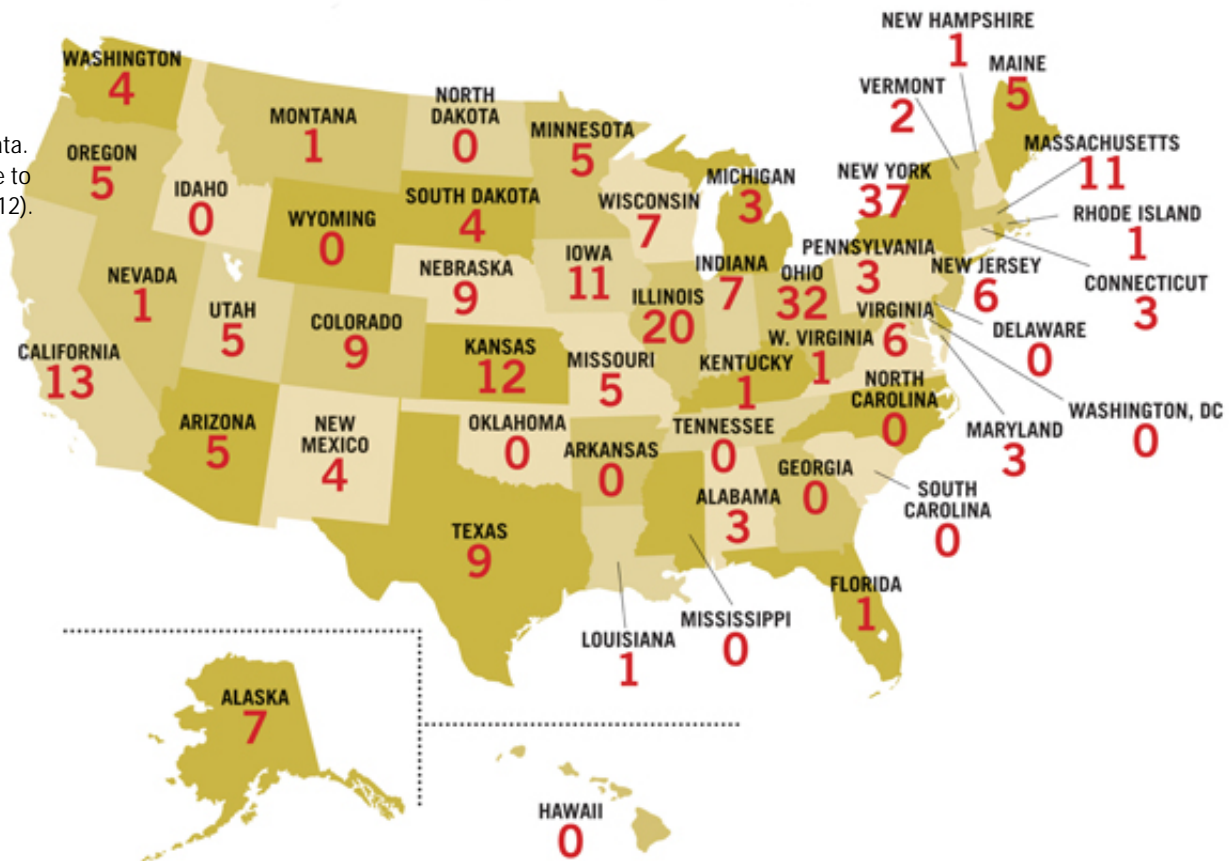 ta.
e to
12).
WASHINGTON
4
OREGON
5
CALIFORNIA
13
NEVADA
1
IDAHO
0
MONTANA
1
WYOMING
0
UTAH
5
COLORADO
9
ARIZONA
5
NEW
MEXICO
4
NORTH
DAKOTA
0
SOUTH DAKOTA
4
NEBRASKA
9
KANSAS
12
OKLAHOMA
0
TEXAS
9
MINNESOTA
5
IOWA
11
MISSOURI
5
ARKANSAS
0
LOUISIANA
1
WISCONSIN
7
ILLINOIS
20
MICHIGAN
3
INDIANA
7
OHIO
32
KENTUCKY
1
TENNESSEE
0
MISSISSIPPI
0
ALABAMA
3
GEORGIA
0
FLORIDA
1
SOUTH
CAROLINA
0
NORTH
CAROLINA
0
VIRGINIA
6
W. VIRGINIA
1
PENNSYLVANIA
3
NEW YORK
37
VERMONT
2
NEW HAMPSHIRE
1
MAINE
5
MASSACHUSETTS
11
RHODE ISLAND
1
CONNECTICUT
3
NEW JERSEY
6
DELAWARE
0
WASHINGTON, DC
0
MARYLAND
3
ALASKA
7
HAWAII
0